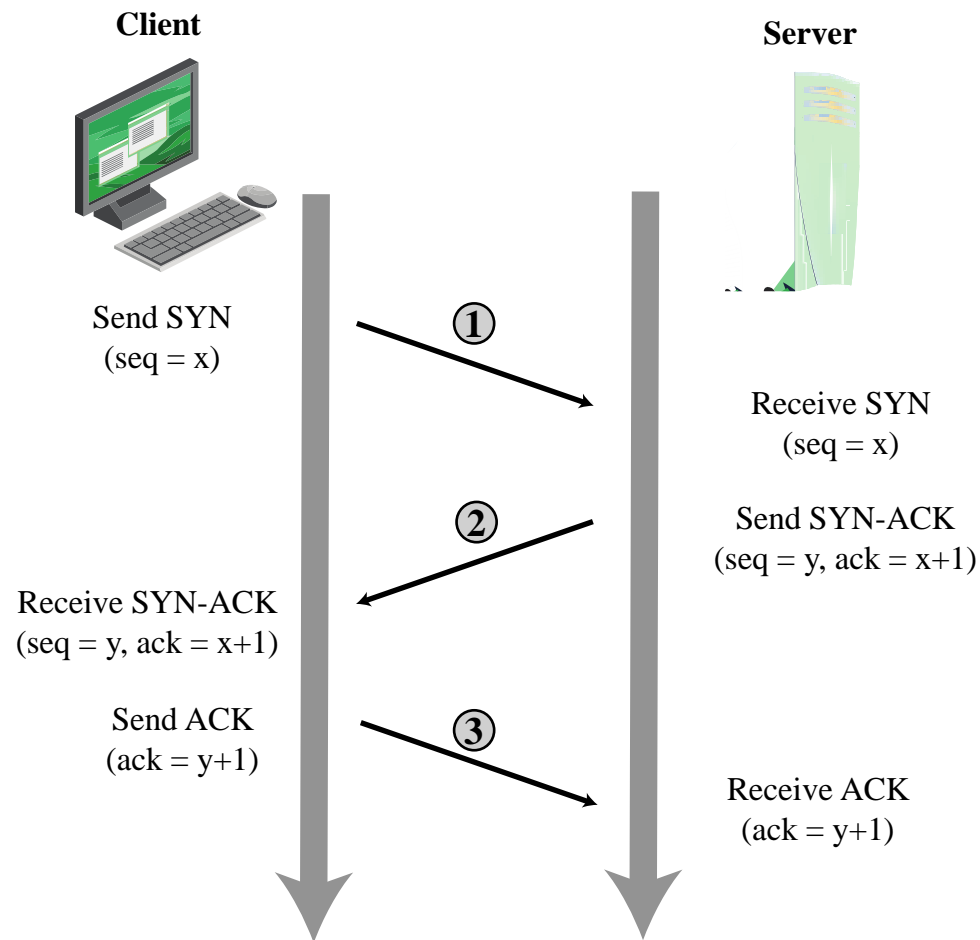 Client
Server
Send SYN
(seq = x)
1
Receive SYN
(seq = x)
2
Send SYN-ACK
(seq = y, ack = x+1)
Receive SYN-ACK
(seq = y, ack = x+1)
Send ACK
(ack = y+1)
3
Receive ACK
(ack = y+1)